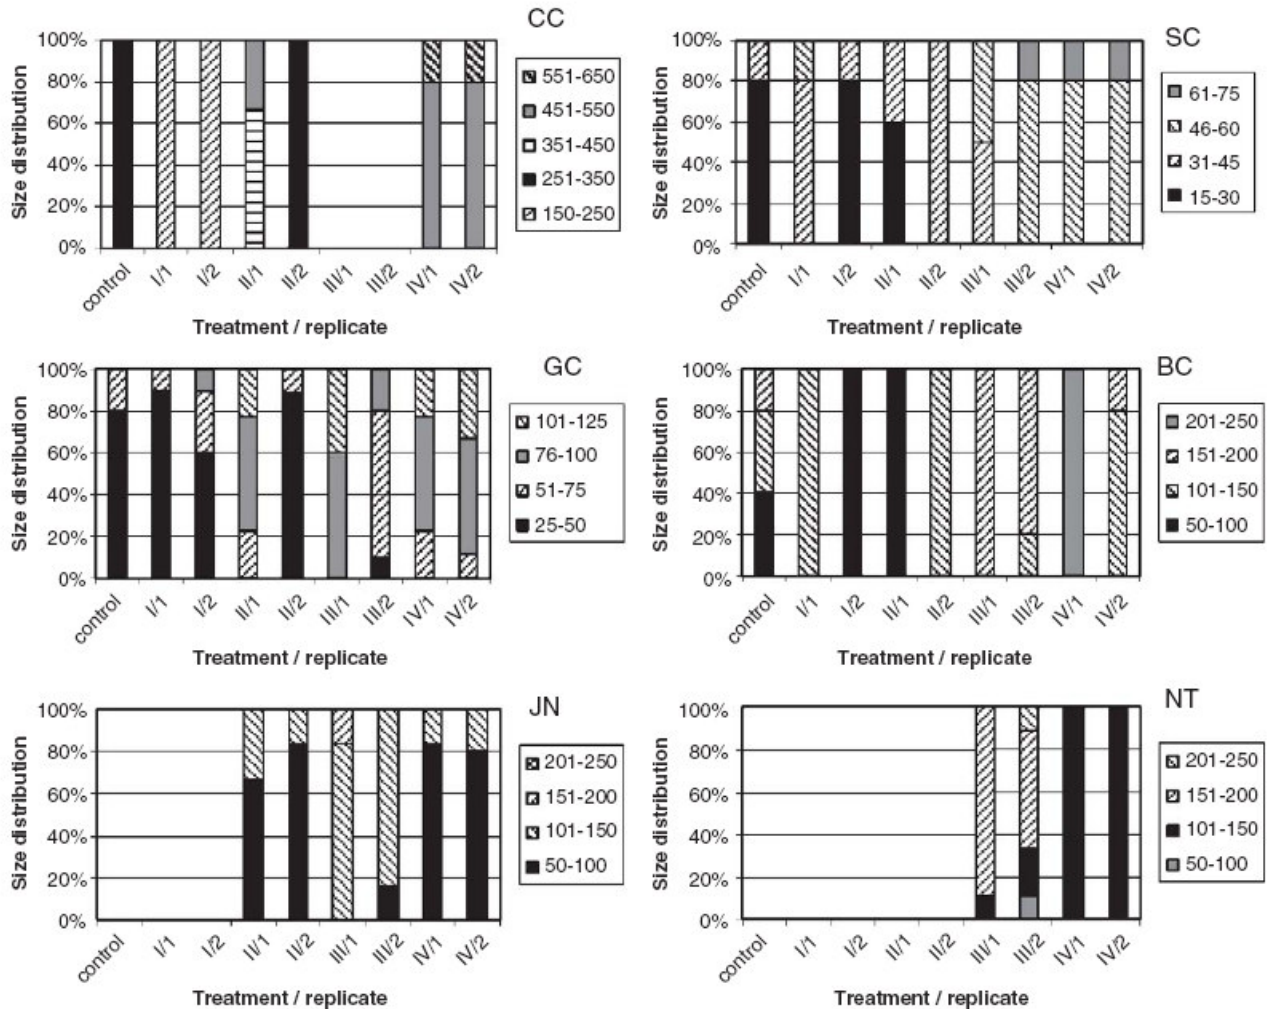 CC
100%
80%
60%
40%
20%
0%
Size distribution
control I/1 I/2 II/1 II/2 III/1 III/2 IV/1 IV/2
Treatment / replicate
551-650
451-550
351-450
251-350
150-250
SC
100%
80%
60%
40%
20%
0%
Size distribution
control I/1 I/2 II/1 II/2 III/1 III/2 IV/1 IV/2
Treatment / replicate
61-75
46-60
31-45
15-30
GC
100%
80%
60%
40%
20%
0%
Size distribution
control I/1 I/2 II/1 II/2 III/1 III/2 IV/1 IV/2
Treatment / replicate
101-125
76-100
51-75
25-50
BC
100%
80%
60%
40%
20%
0%
Size distribution
control I/1 I/2 II/1 II/2 III/1 III/2 IV/1 IV/2
Treatment / replicate
201-250
151-200
101-150
50-100
JN
100%
80%
60%
40%
20%
0%
Size distribution
control I/1 I/2 II/1 II/2 III/1 III/2 IV/1 IV/2
Treatment / replicate
201-250
151-200
101-150
50-100
NT
100%
80%
60%
40%
20%
0%
Size distribution
control I/1 I/2 II/1 II/2 III/1 III/2 IV/1 IV/2
Treatment / replicate
201-250
151-200
101-150
50-100